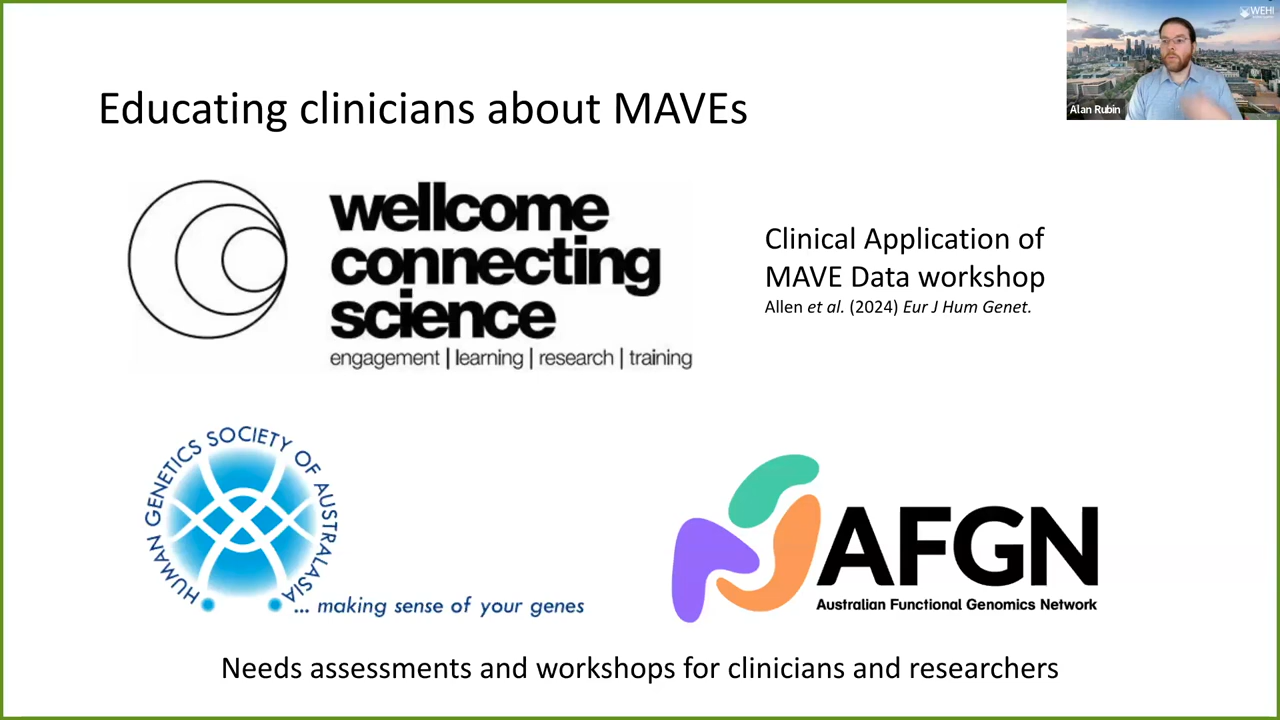 WEHI
Alan Rubin
Educating clinicians about MAVEs
wellcome
connecting
science
engagement | learning | research | training
Clinical Application of
MAVE Data workshop
Allen et al. (2024) Eur J Hum Genet.
HUMAN GENETICS SOCIETY OF AUSTRALASIA
... making sense of your genes
AFGN
Australian Functional Genomics Network
Needs assessments and workshops for clinicians and researchers